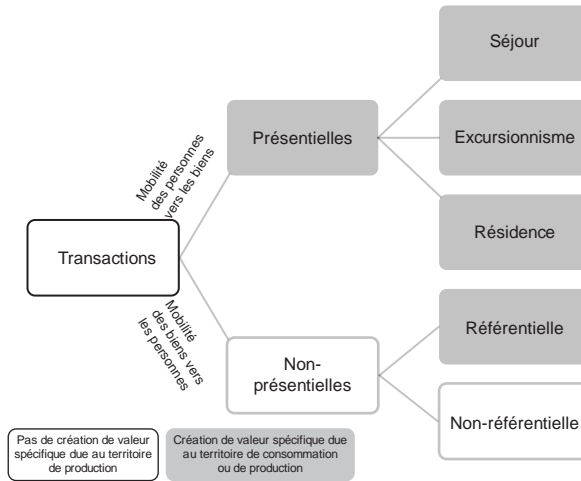 Séjour
Mobilité
des personnes
vers les biens
Présentielles
Excursionnisme
Résidence
Transactions
Mobilité
des biens vers
les personnes
Référentielle
Non-
présentielles
Non-référentielle
Pas de création de valeur
spécifique due au territoire
de production
Création de valeur spécifique due
au territoire de consommation
ou de production